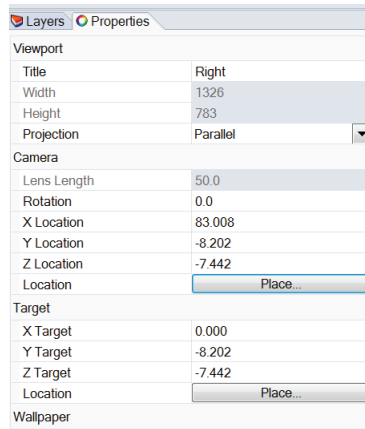 Layers Properties
Viewport
Title Right
Width 1326
Height 783
Projection Parallel
Camera
Lens Length 50.0
Rotation 0.0
X Location 83.008
Y Location -8.202
Z Location -7.442
Location Place...
Target
X Target 0.000
Y Target -8.202
Z Target -7.442
Location Place...
Wallpaper